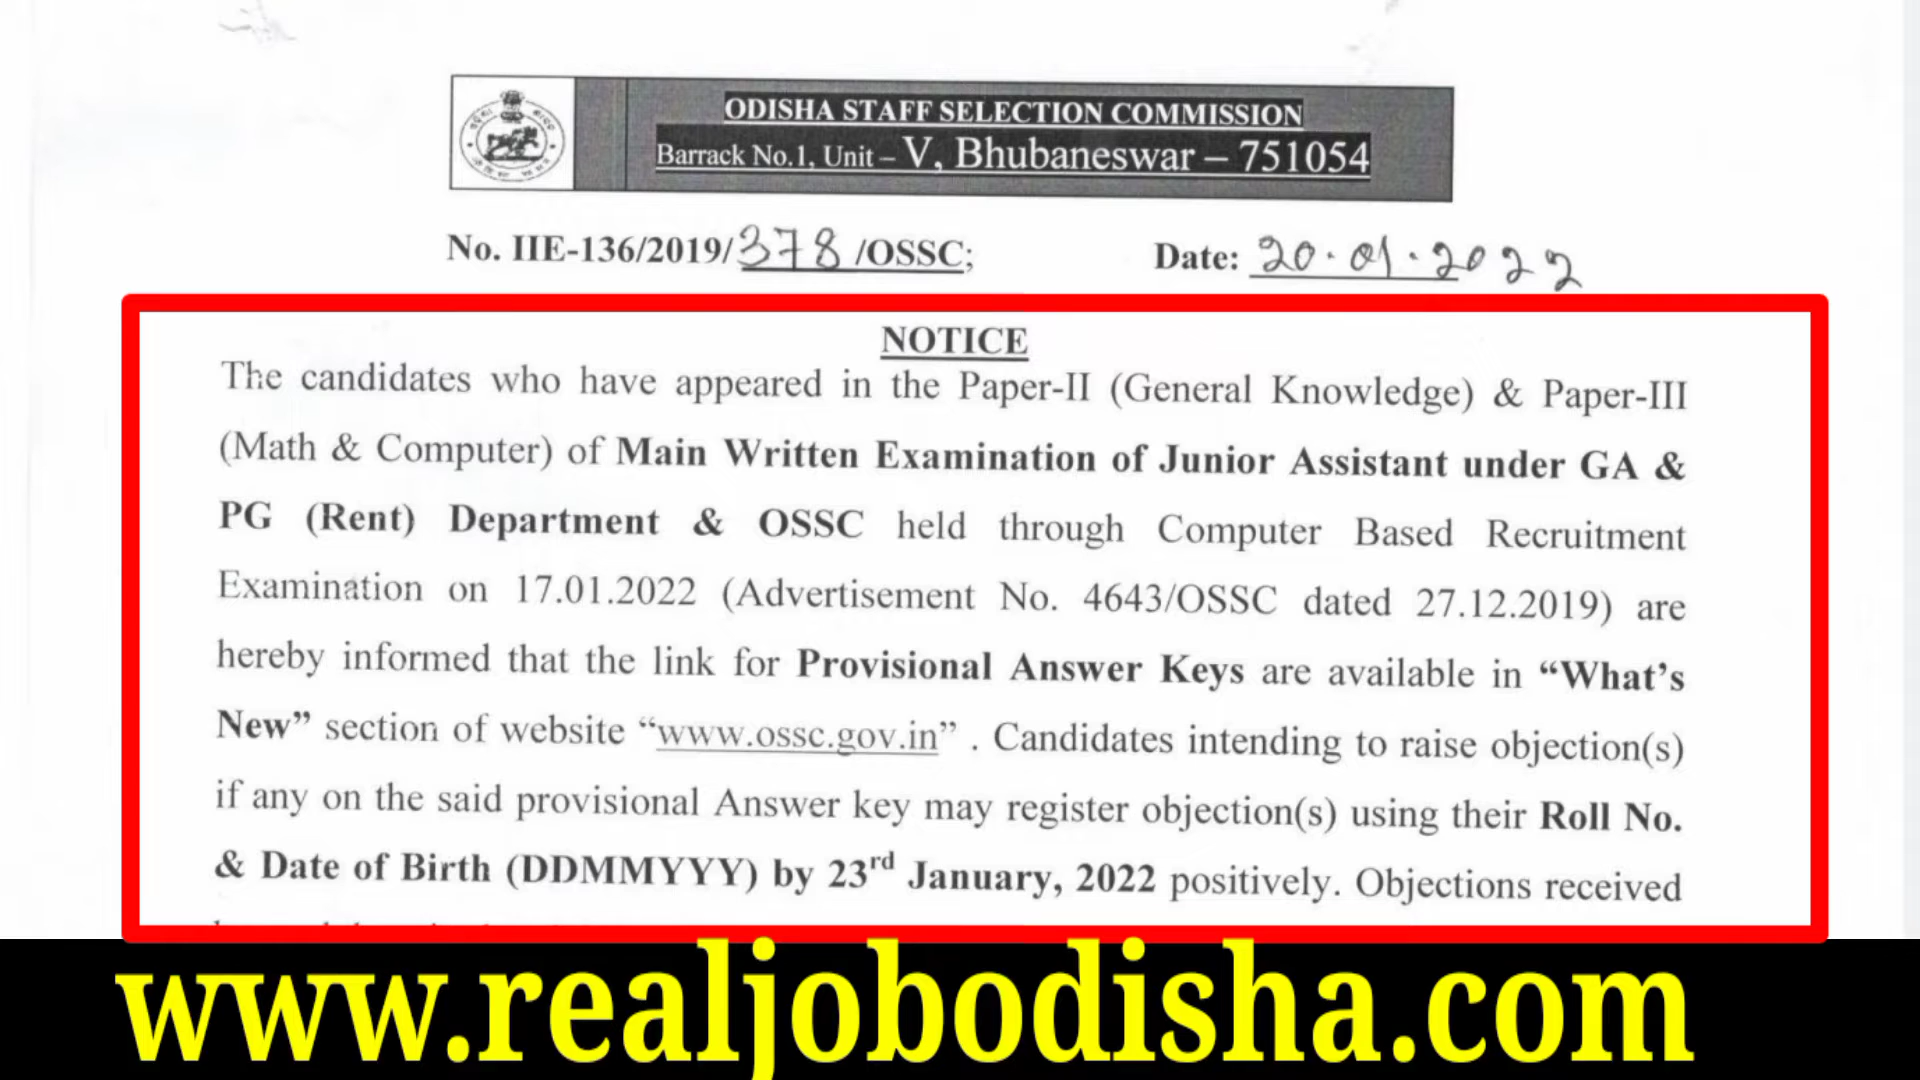 ODISHA STAFF SELECTION COMMISSION
Barrack No.1, Unit – V, Bhubaneswar – 751054
No. IIE-136/2019/378 /OSSC;
Date: 20.01.2022
NOTICE
The candidates who have appeared in the Paper-II (General Knowledge) & Paper-III
(Math & Computer) of Main Written Examination of Junior Assistant under GA &
PG (Rent) Department & OSSC held through Computer Based Recruitment
Examination on 17.01.2022 (Advertisement No. 4643/OSSC dated 27.12.2019) are
hereby informed that the link for Provisional Answer Keys are available in “What’s
New” section of website “www.ossc.gov.in” . Candidates intending to raise objection(s)
if any on the said provisional Answer key may register objection(s) using their Roll No.
& Date of Birth (DDMMYYY) by 23rd January, 2022 positively. Objections received
www.realjobodisha.com